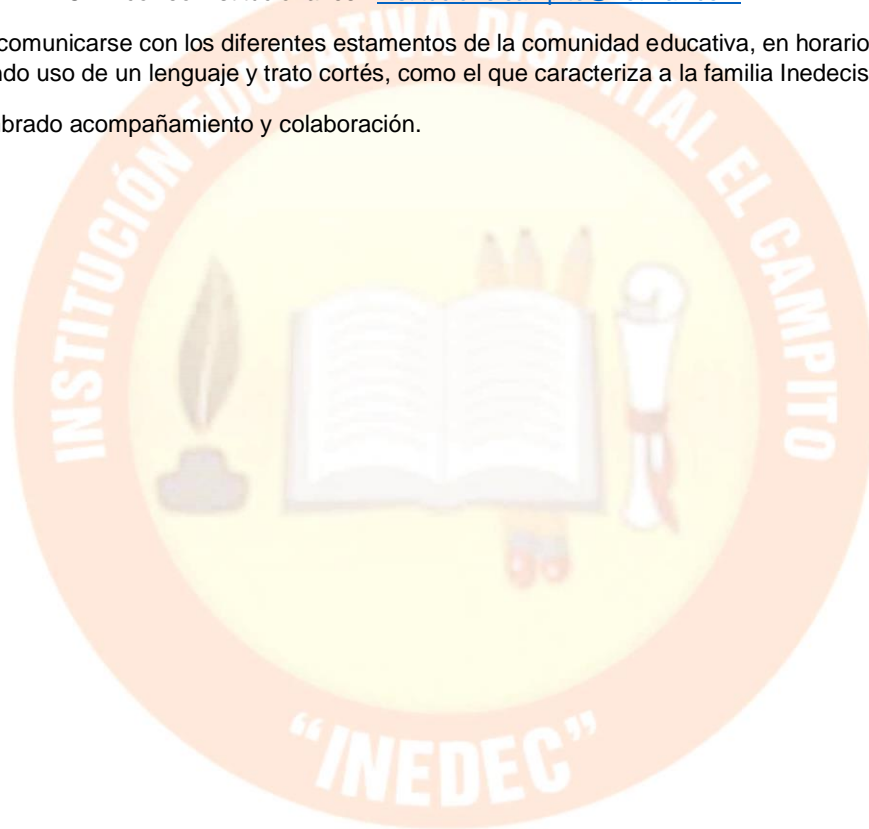 comunicarse con los diferentes estamentos de la comunidad educativa, en horario
ndo uso de un lenguaje y trato cortés, como el que caracteriza a la familia Inedecis
brado acompañamiento y colaboración.
INSTITUCIÓN EDUCATIVA DISTRITAL EL CAMPITO
“INEDEC”